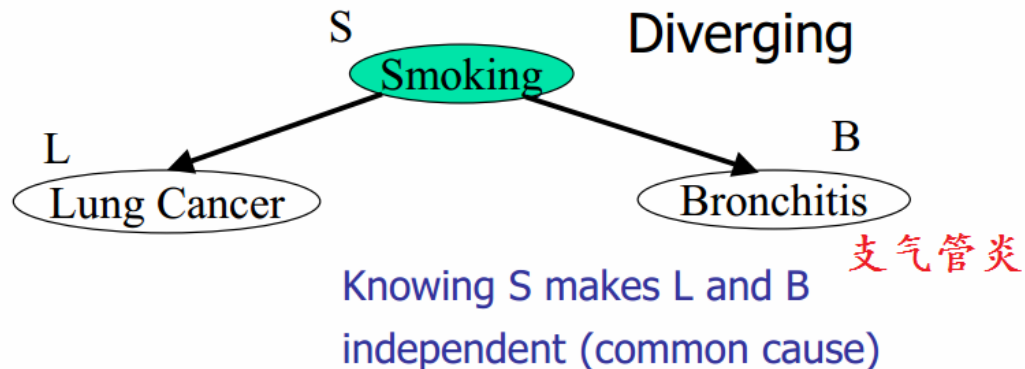 S
Diverging
Smoking
L
B
Lung Cancer
Bronchitis
支气管炎
Knowing S makes L and B
independent (common cause)